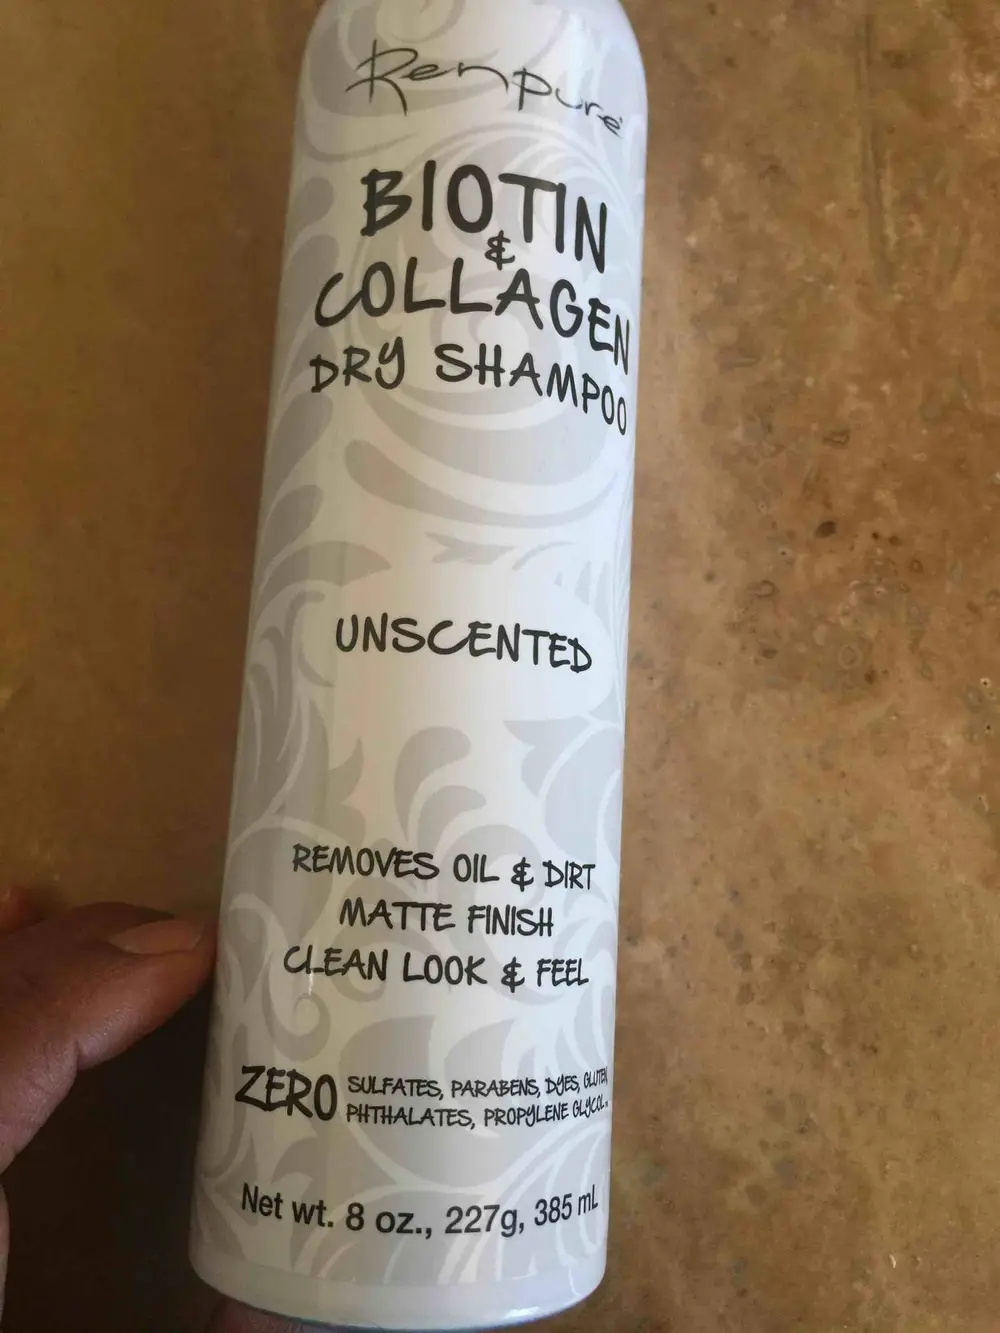 Renpure
BIOTIN
&
COLLAGEN
DRY SHAMPOO
UNSCENTED
REMOVES OIL & DIRT
MATTE FINISH
CLEAN LOOK & FEEL
ZERO SULFATES, PARABENS, DYES, GLUTEN,
PHTHALATES, PROPYLENE GLYCOL.
Net wt. 8 oz., 227g, 385 mL